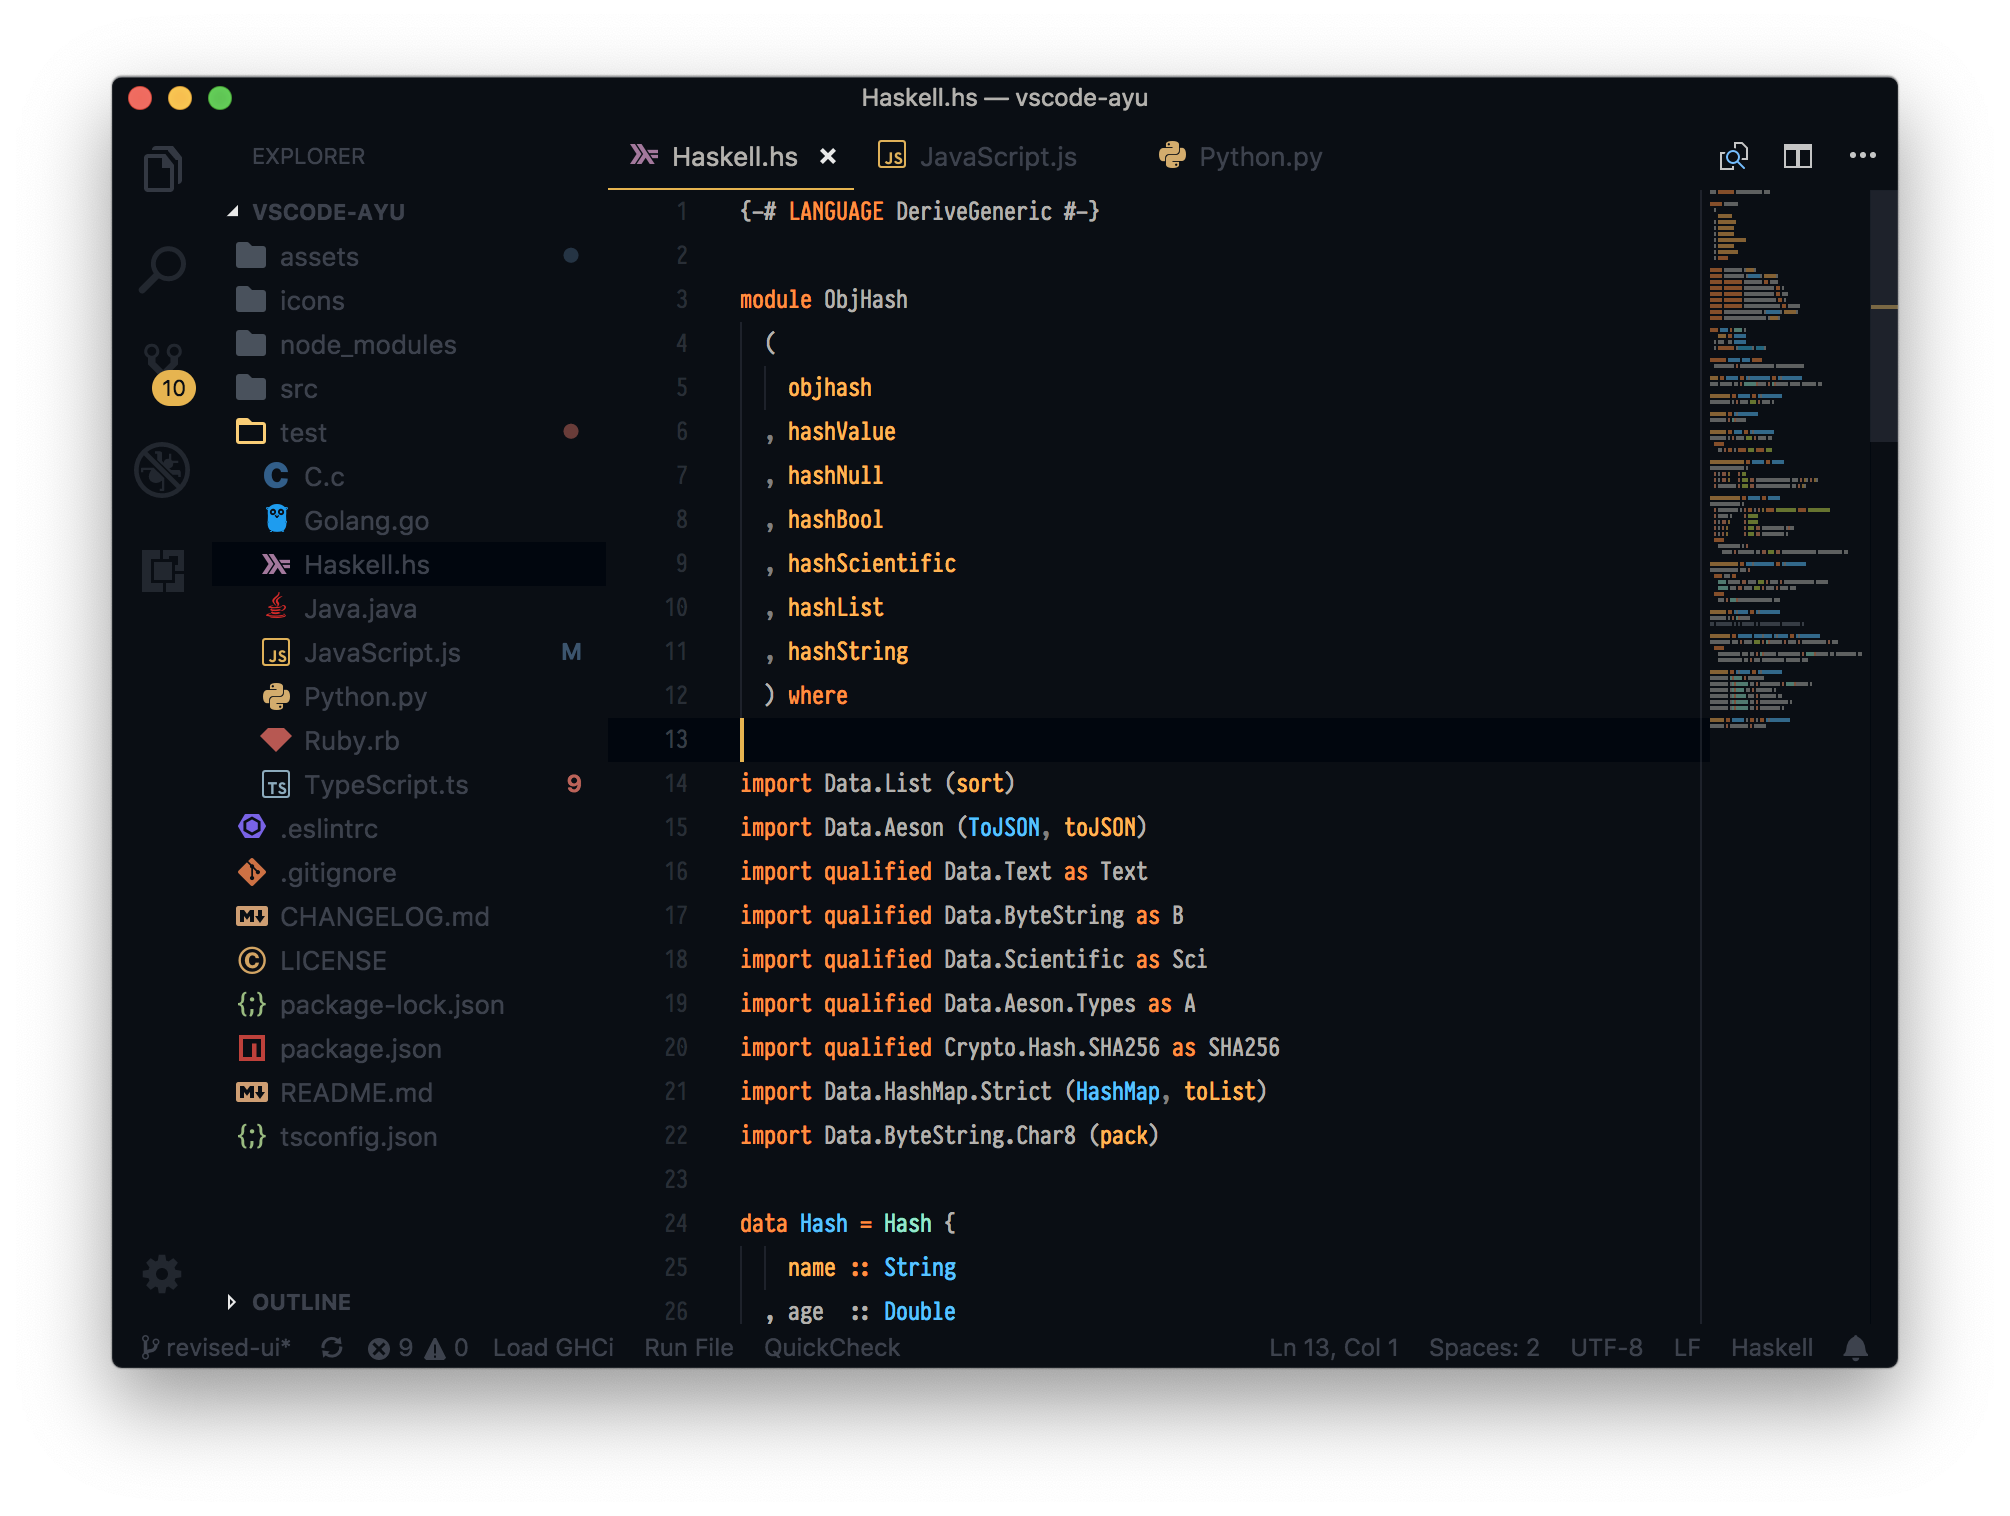 Haskell.hs — vscode-ayu
EXPLORER
Haskell.hs
JS JavaScript.js
Python.py
VSCODE-AYU
assets
icons
node_modules
src
test
C C.c
Golang.go
Haskell.hs
Java.java
JS JavaScript.js M
Python.py
Ruby.rb
TS TypeScript.ts 9
.eslintrc
.gitignore
CHANGELOG.md
LICENSE
{;} package-lock.json
package.json
README.md
{;} tsconfig.json
OUTLINE
10
1 {-# LANGUAGE DeriveGeneric #-}
2
3 module ObjHash
4 (
5 objhash
6 , hashValue
7 , hashNull
8 , hashBool
9 , hashScientific
10 , hashList
11 , hashString
12 ) where
13
14 import Data.List (sort)
15 import Data.Aeson (ToJSON, toJSON)
16 import qualified Data.Text as Text
17 import qualified Data.ByteString as B
18 import qualified Data.Scientific as Sci
19 import qualified Data.Aeson.Types as A
20 import qualified Crypto.Hash.SHA256 as SHA256
21 import Data.HashMap.Strict (HashMap, toList)
22 import Data.ByteString.Char8 (pack)
23
24 data Hash = Hash {
25 name :: String
26 , age :: Double
revised-ui* 9 0 Load GHCi Run File QuickCheck Ln 13, Col 1 Spaces: 2 UTF-8 LF Haskell